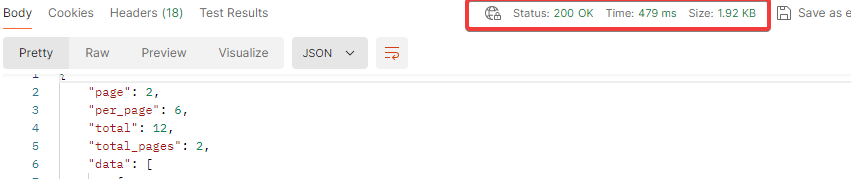 Body Cookies Headers (18) Test Results Status: 200 OK Time: 479 ms Size: 1.92 KB Save as e
Pretty Raw Preview Visualize JSON
1 {
2 "page": 2,
3 "per_page": 6,
4 "total": 12,
5 "total_pages": 2,
6 "data": [